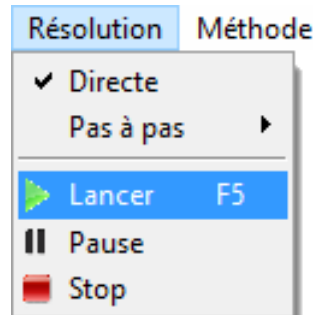 Résolution Méthode
Directe
Pas à pas
Lancer F5
Pause
Stop